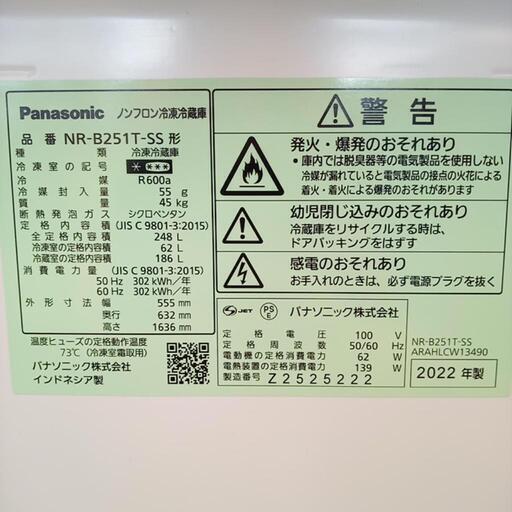 Panasonic ノンフロン冷凍冷蔵庫
品 番 NR-B251T-SS 形
種 類 冷凍冷蔵庫
冷凍室の記号 ****
冷 媒 R600a
冷 媒 封 入 量 55 g
質 量 45 kg
断熱発泡ガス シクロペンタン
定 格 内 容 積 (JIS C 9801-3:2015)
全定格内容積 248 L
冷凍室の定格内容積 62 L
冷蔵室の定格内容積 186 L
消 費 電 力 量 (JIS C 9801-3:2015)
50 Hz 302 kWh／年
60 Hz 302 kWh／年
外 形 寸 法 幅 555 mm
奥行 632 mm
高さ 1636 mm
温度ヒューズの定格動作温度
73℃（冷凍室霜取用）
パナソニック株式会社
インドネシア製
警 告
発火・爆発のおそれあり
・庫内では脱臭器等の電気製品を使用しない
冷媒が漏れていると電気製品の接点の火花による
着火・着火により爆発のおそれあり
幼児閉じ込みのおそれあり
冷蔵庫をリサイクルする時は、
ドアパッキングをはずす
感電のおそれあり
お手入れのときは、必ず電源プラグを抜く
S-JET PS E パナソニック株式会社
定 格 電 圧 100 V
定 格 周 波 数 50/60 Hz
電動機の定格消費電力 62 W
電熱装置の定格消費電力 139 W
製造番号 Z2525222
NR-B251T-SS
ARAHLCW13490
2022 年製